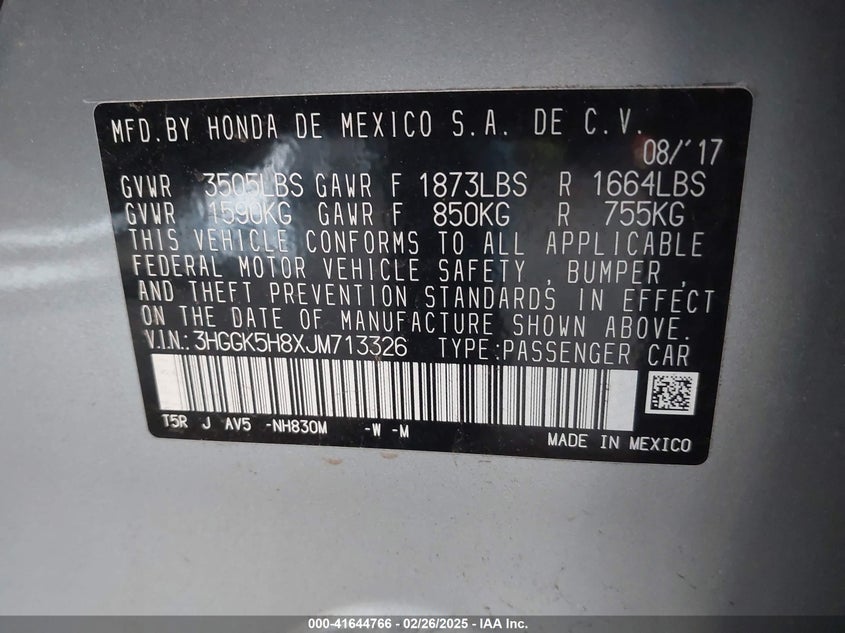 MFD.BY HONDA DE MEXICO S.A. DE C.V.
08/'17
GVWR 3505LBS GAWR F 1873LBS R 1664LBS
GVWR 1590KG GAWR F 850KG R 755KG
THIS VEHICLE CONFORMS TO ALL APPLICABLE
FEDERAL MOTOR VEHICLE SAFETY , BUMPER ,
AND THEFT PREVENTION STANDARDS IN EFFECT
ON THE DATE OF MANUFACTURE SHOWN ABOVE.
V.IN.: 3HGGK5H8XJM713326 TYPE:PASSENGER CAR
T5R J AV5 -NH830M -W -M
MADE IN MEXICO
000-41644766 - 02/26/2025 - IAA Inc.